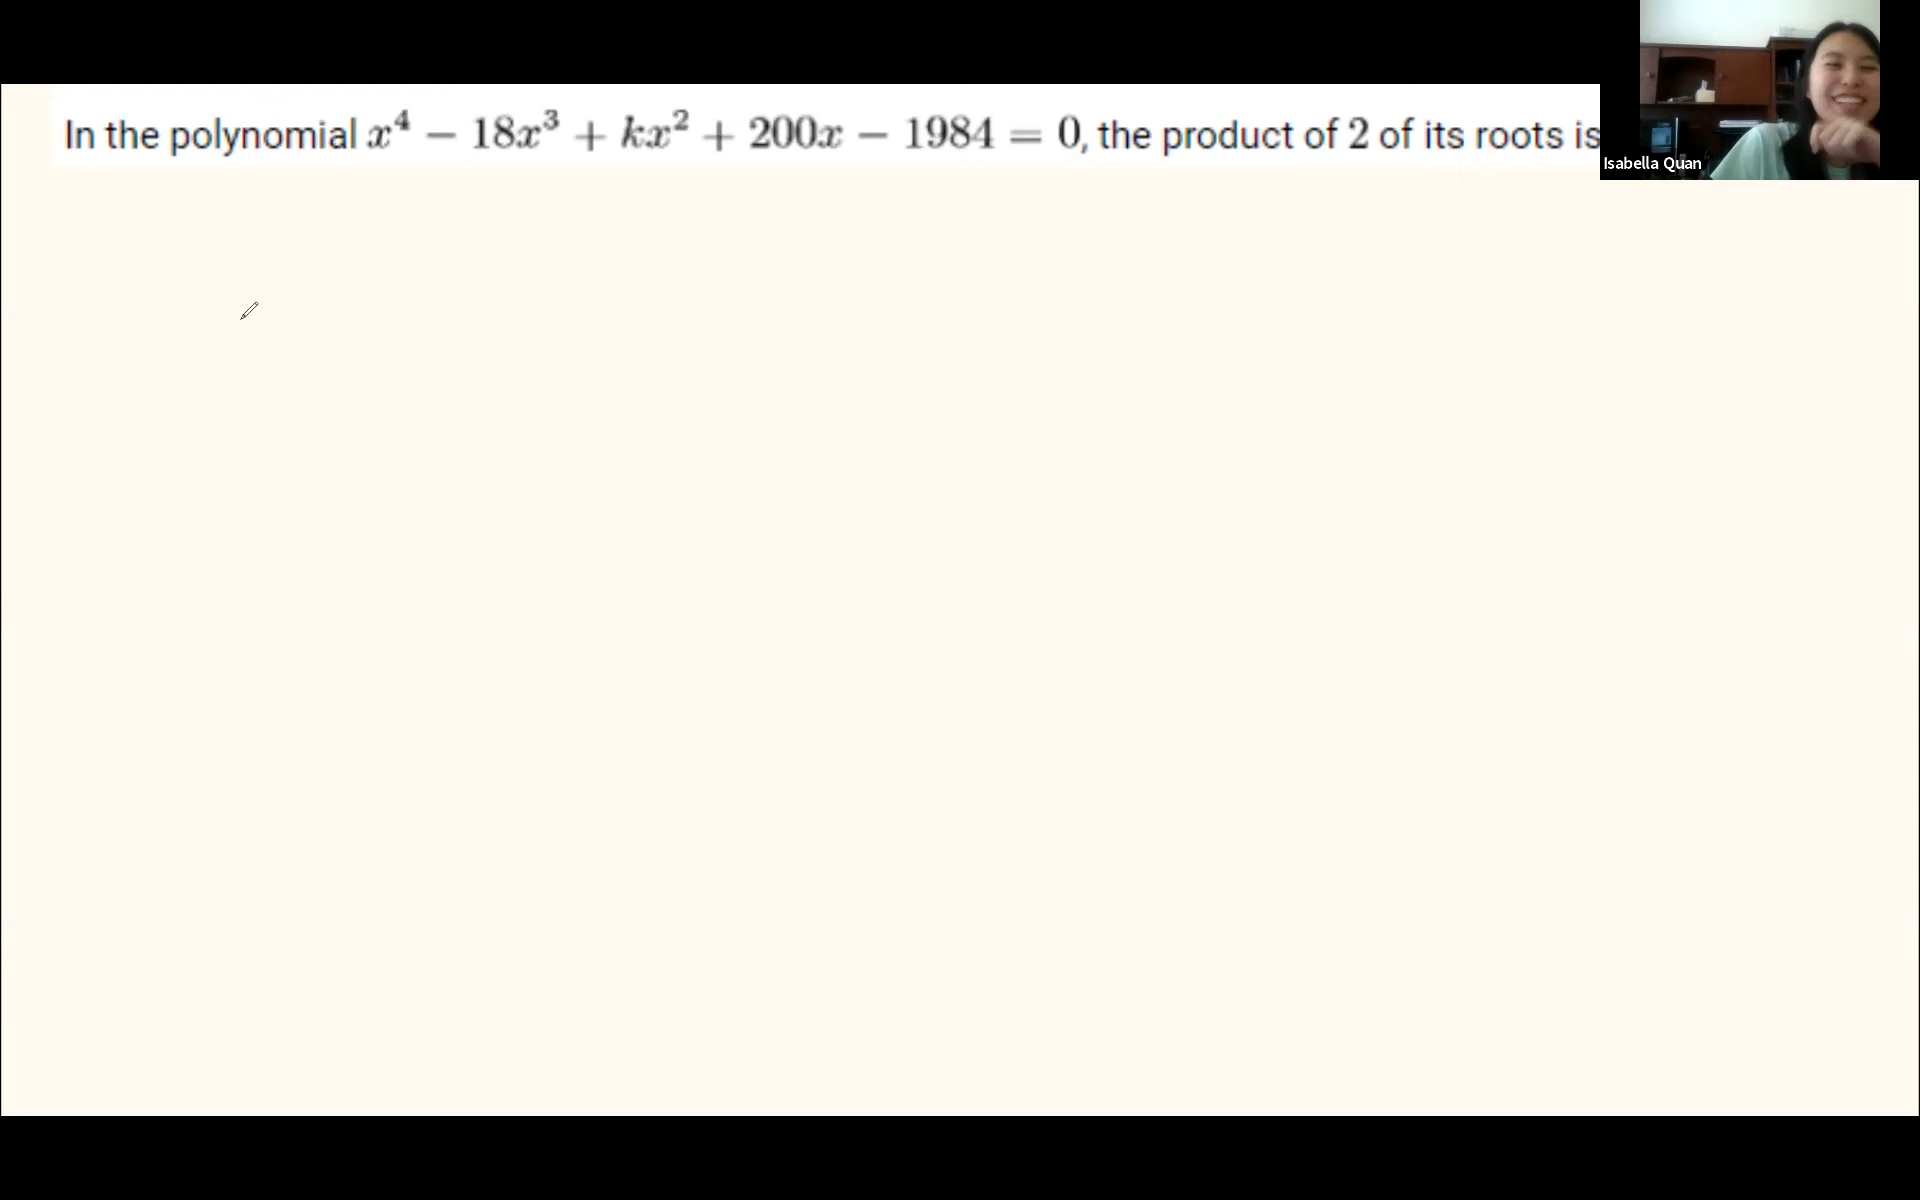 In the polynomial x⁴ − 18x³ + kx² + 200x − 1984 = 0, the product of 2 of its roots is
Isabella Quan